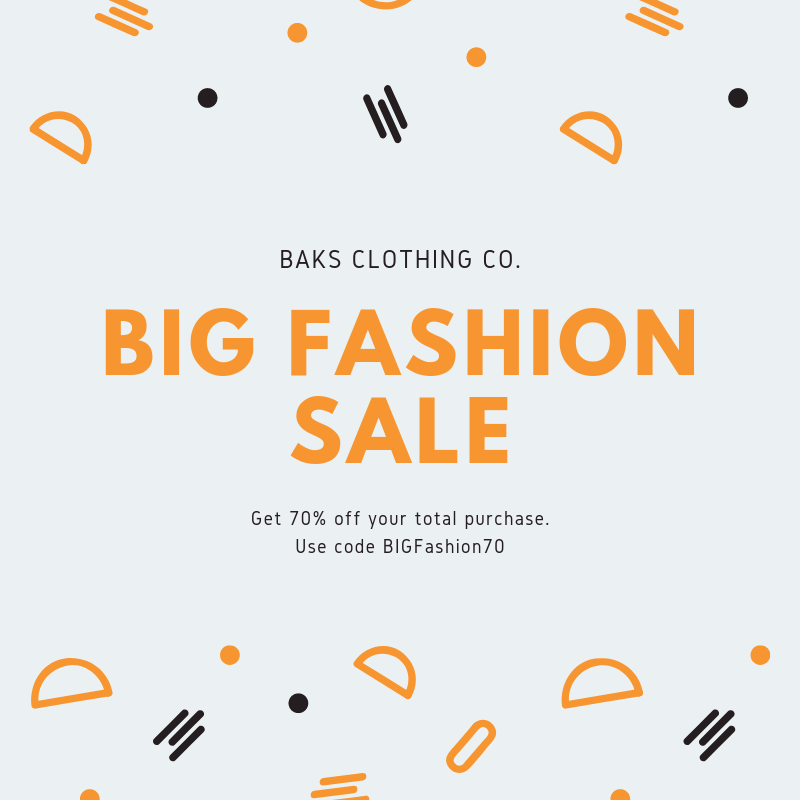 BAKS CLOTHING CO.
BIG FASHION
SALE
Get 70% off your total purchase.
Use code BIGFashion70